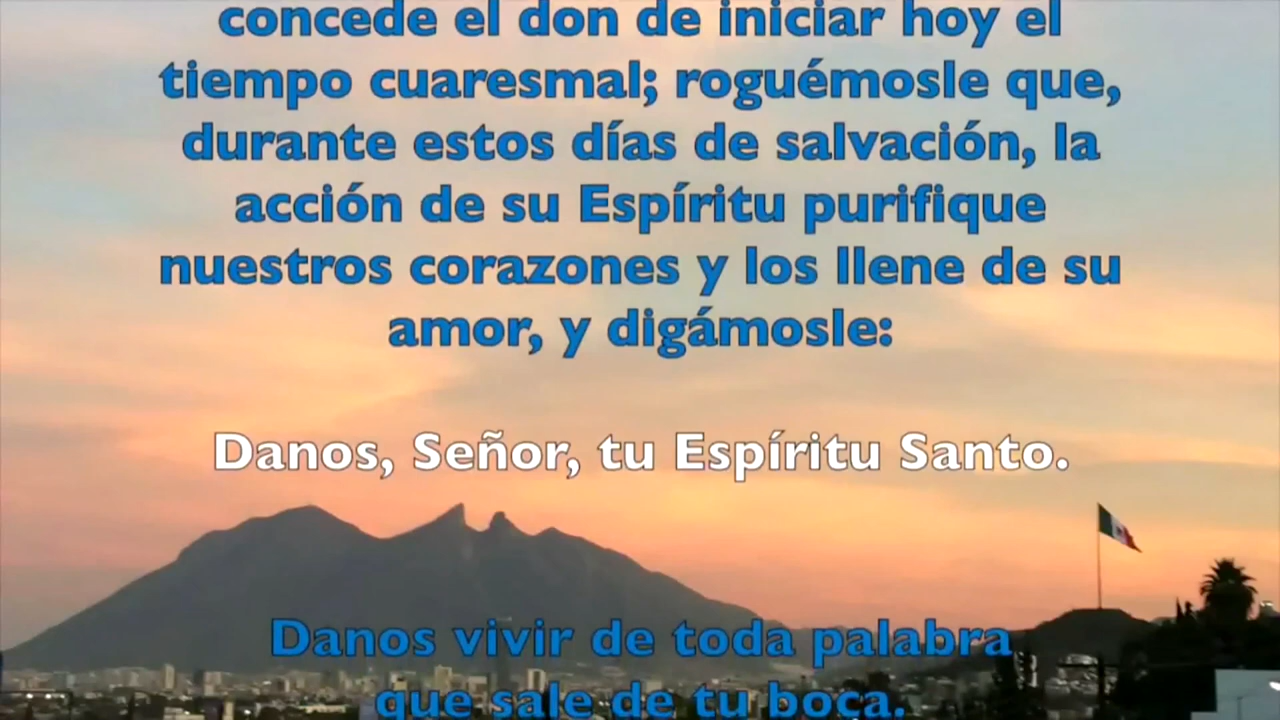 concede el don de iniciar hoy el
tiempo cuaresmal; roguémosle que,
durante estos días de salvación, la
acción de su Espíritu purifique
nuestros corazones y los llene de su
amor, y digámosle:
Danos, Señor, tu Espíritu Santo.
Danos vivir de toda palabra
que sale de tu boca.